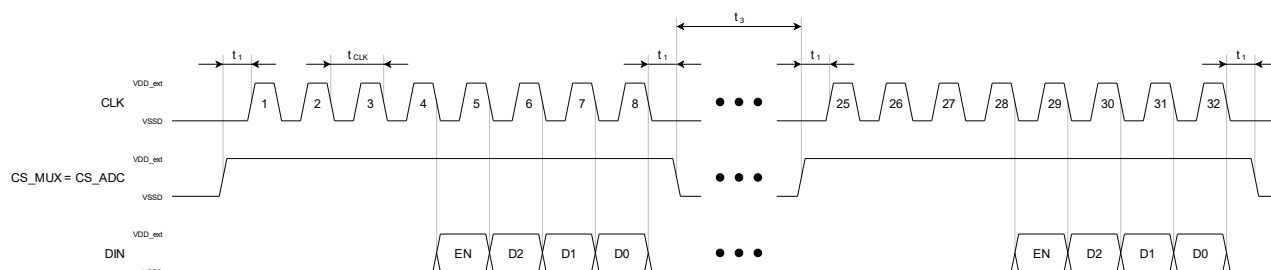 t3
t1 tCLK t1 t1 t1
VDD_ext
CLK 1 2 3 4 5 6 7 8 ● ● ● 25 26 27 28 29 30 31 32
VSSD
VDD_ext
CS_MUX = CS_ADC ● ● ●
VSSD
VDD_ext
DIN EN D2 D1 D0 ● ● ● EN D2 D1 D0